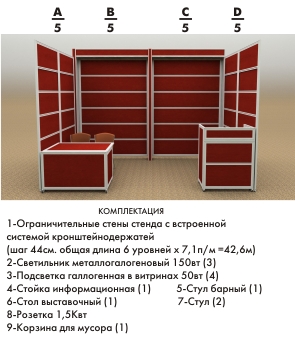 A B C D
5 5 5 5
КОМПЛЕКТАЦИЯ
1-Ограничительные стены стенда с встроенной
системой кронштейнодержатей
(шаг 44см. общая длина 6 уровней х 7,1п/м =42,6м)
2-Светильник металлогалогеновый 150вт (3)
3-Подсветка галлогенная в витринах 50вт (4)
4-Стойка информационная (1) 5-Стул барный (1)
6-Стол выставочный (1) 7-Стул (2)
8-Розетка 1,5Квт
9-Корзина для мусора (1)